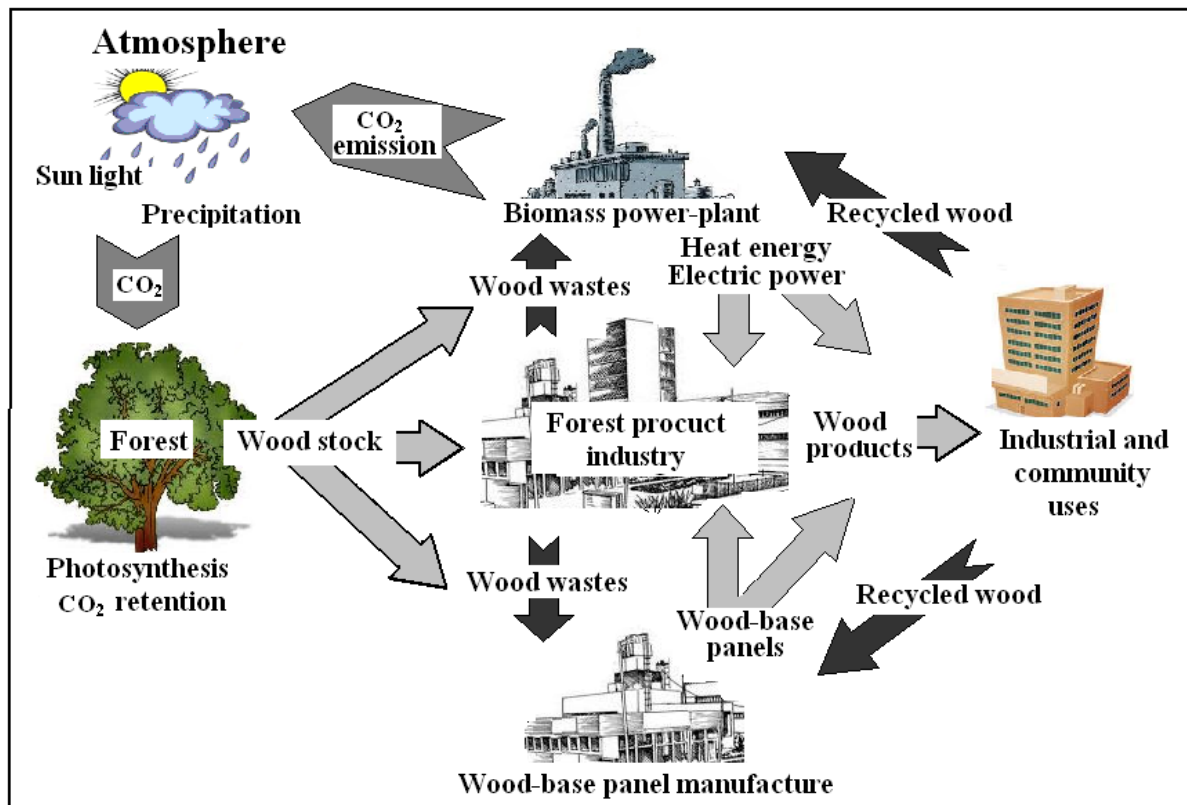 Atmosphere
CO₂
emission
Sun light
Precipitation
Biomass power-plant
Recycled wood
Heat energy
Electric power
CO₂
Wood wastes
Forest
Wood stock
Forest procuct
industry
Wood
products
Industrial and
community
uses
Photosynthesis
CO₂ retention
Wood wastes
Recycled wood
Wood-base
panels
Wood-base panel manufacture